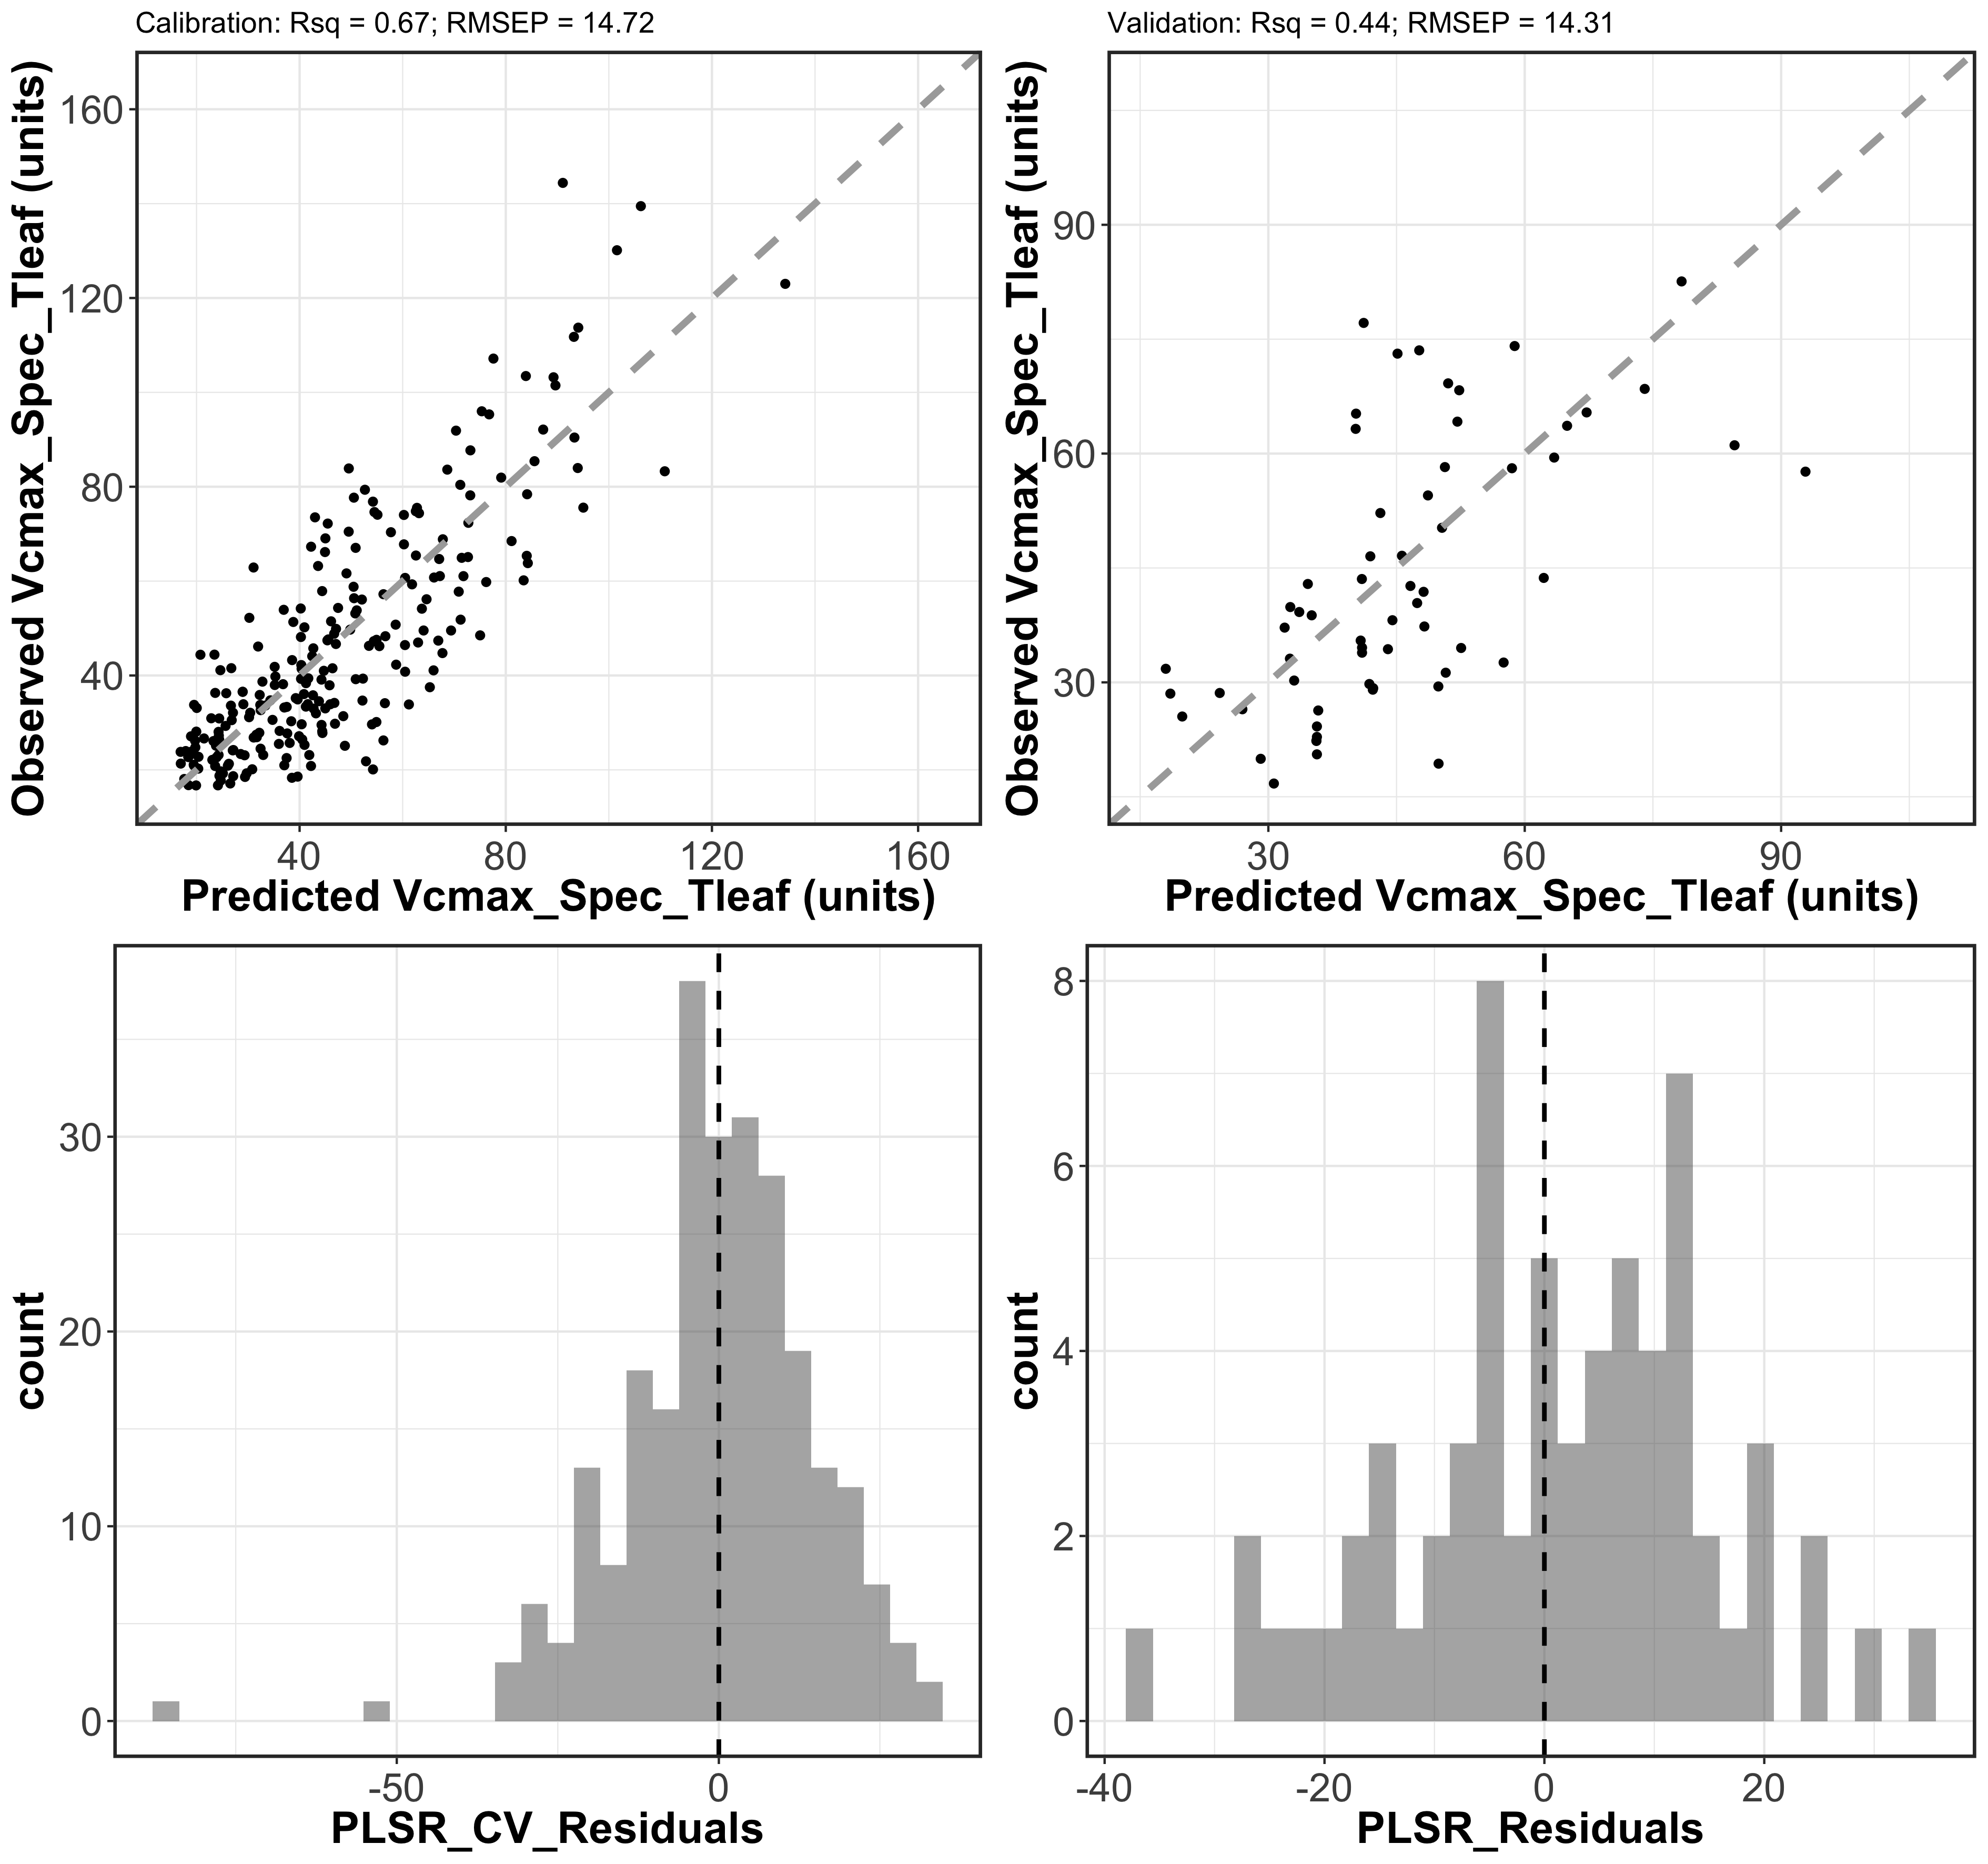 Calibration: Rsq = 0.67; RMSEP = 14.72
Observed Vcmax_Spec_Tleaf (units)
160
120
80
40
40 80 120 160
Predicted Vcmax_Spec_Tleaf (units)
Validation: Rsq = 0.44; RMSEP = 14.31
Observed Vcmax_Spec_Tleaf (units)
90
60
30
30 60 90
Predicted Vcmax_Spec_Tleaf (units)
count
30
20
10
0
-50 0
PLSR_CV_Residuals
count
8
6
4
2
0
-40 -20 0 20
PLSR_Residuals